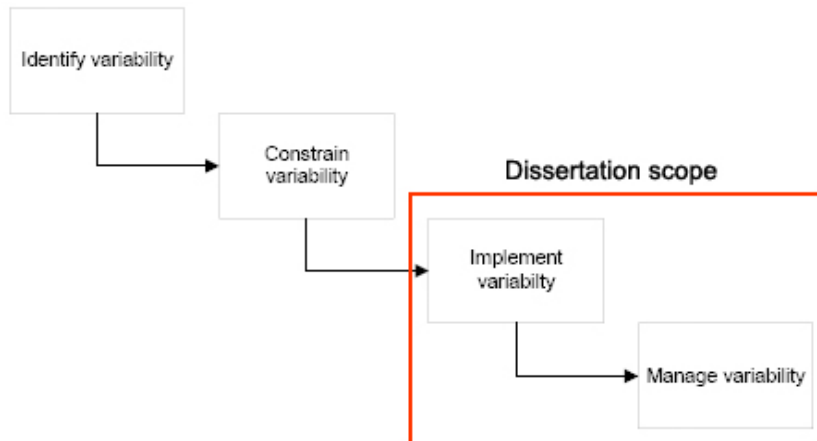 Identify variability
Constrain
variability
Dissertation scope
Implement
variabilty
Manage variability